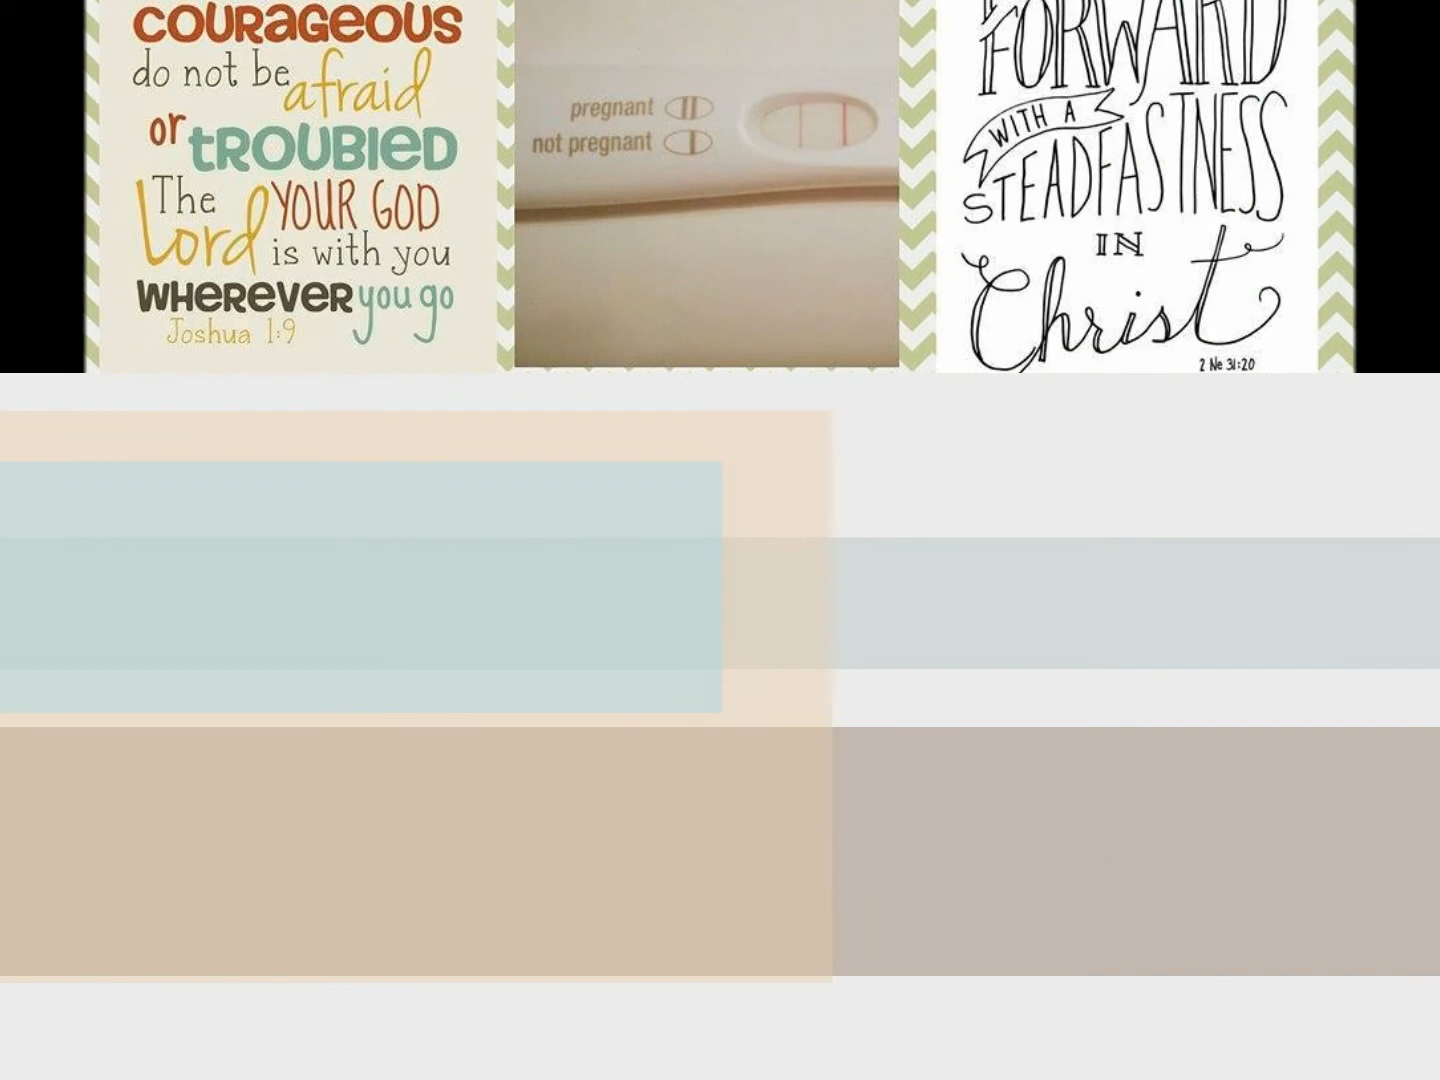 COURAGEOUS
do not be afraid
or TROUBLED
The Lord YOUR GOD
is with you
WHEREVER you go
Joshua 1:9
pregnant
not pregnant
FORWARD
WITH A
STEADFASTNESS
IN
Christ
2 Ne 31:20